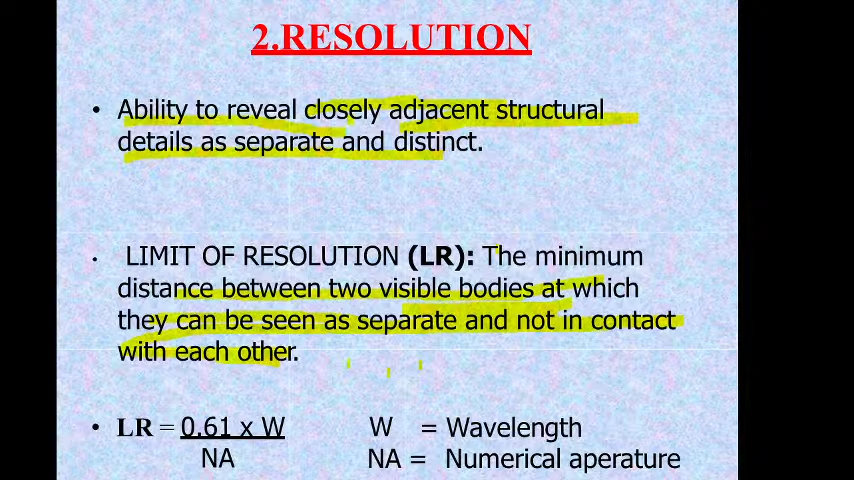 2.RESOLUTION
• Ability to reveal closely adjacent structural
details as separate and distinct.
• LIMIT OF RESOLUTION (LR): The minimum
distance between two visible bodies at which
they can be seen as separate and not in contact
with each other.
• LR = 0.61 x W W = Wavelength
NA NA = Numerical aperature